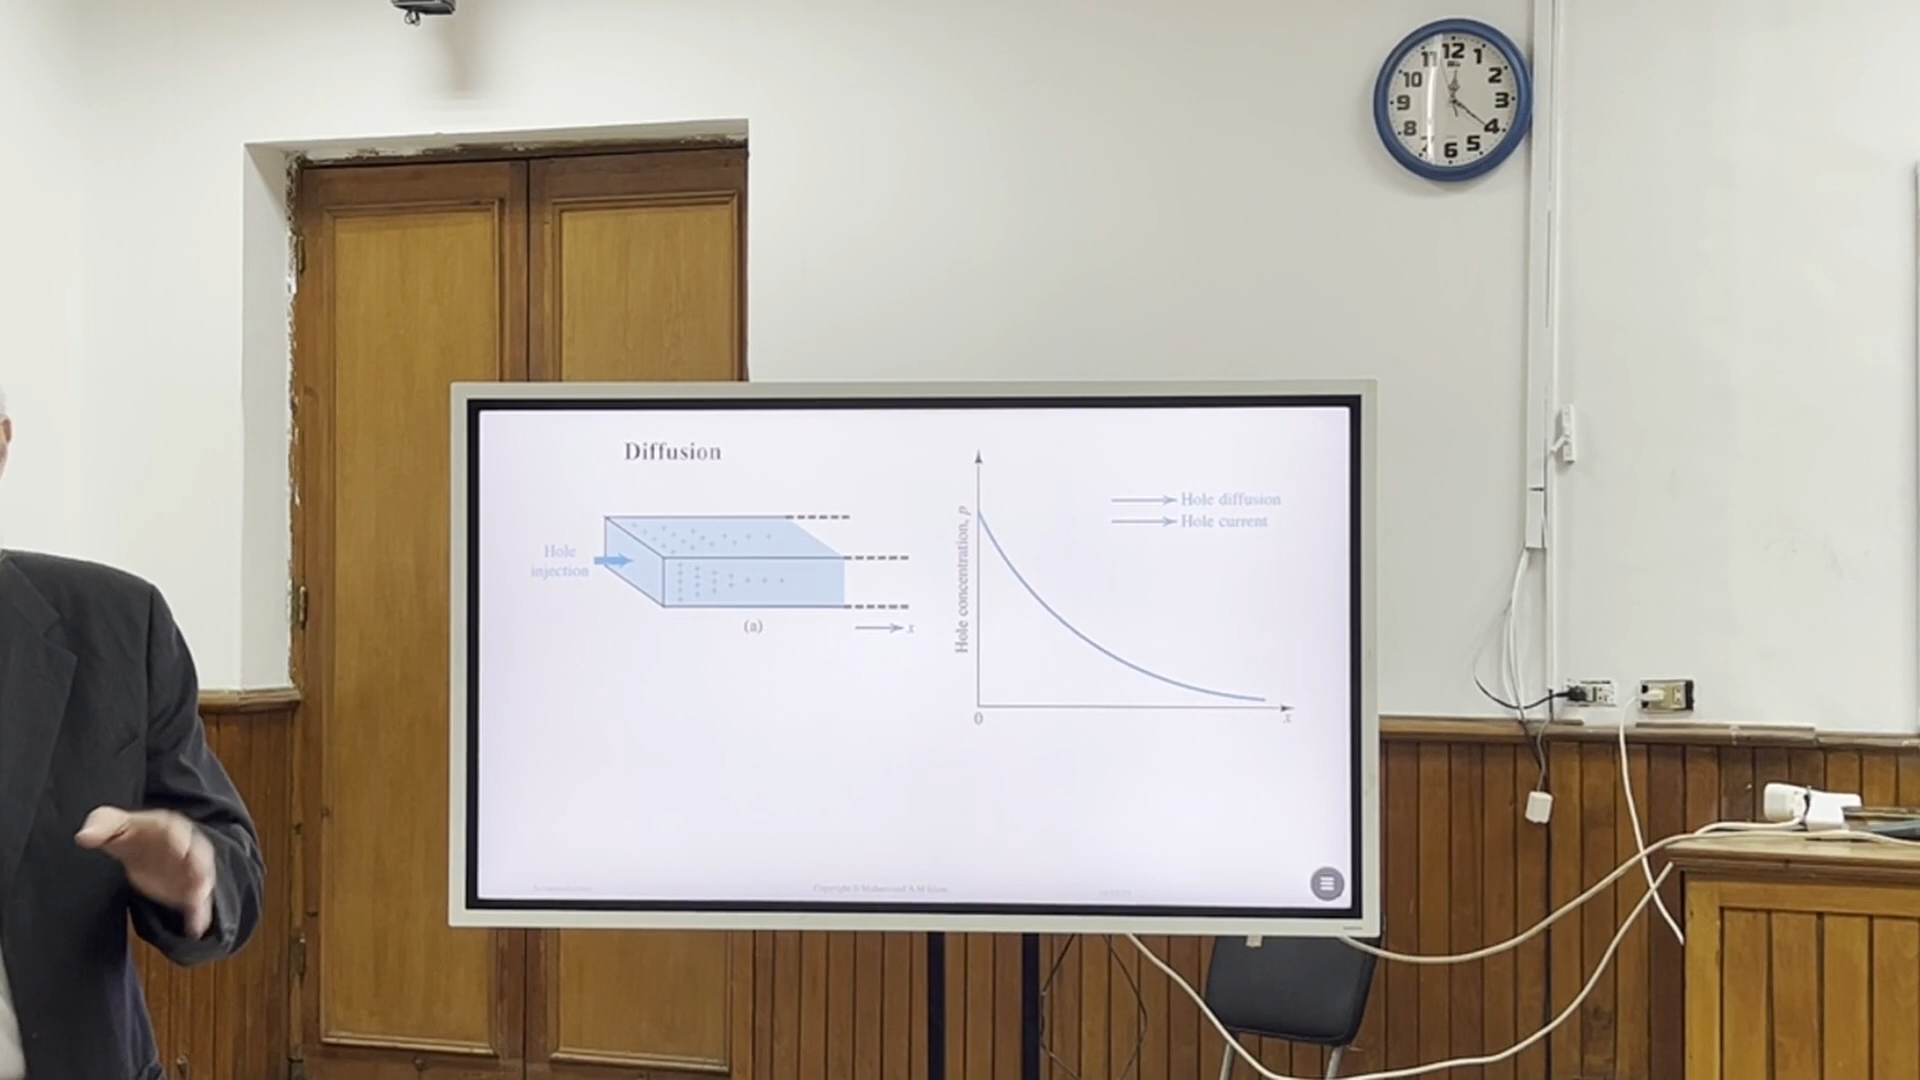 12
1
2
3
4
5
6
8
9
10
11
Diffusion
Hole
injection
(a)
x
Hole concentration, p
Hole diffusion
Hole current
0
x